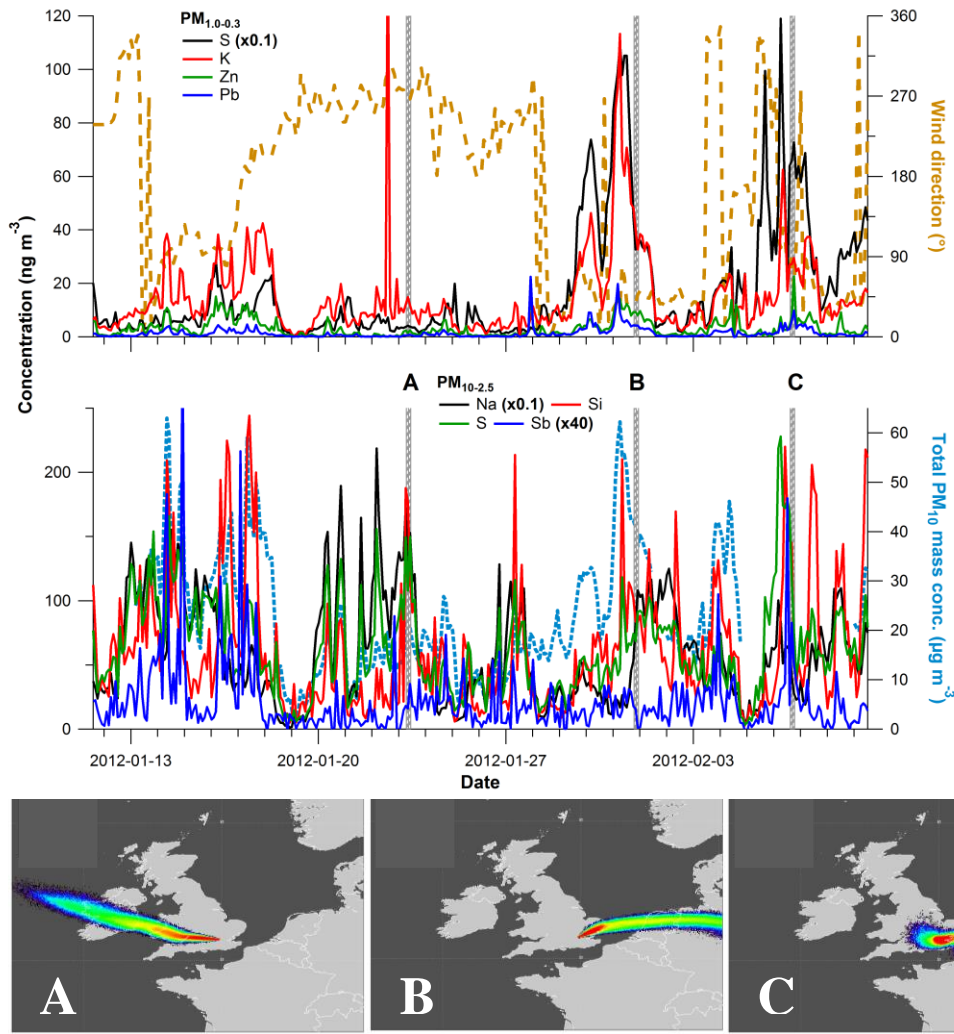 PM1.0-0.3
S (x0.1)
K
Zn
Pb
120
100
80
60
40
20
0
360
270
180
90
0
Wind direction (°)
Concentration (ng m-3)
A
B
C
PM10-2.5
Na (x0.1) Si
S Sb (x40)
200
150
100
50
0
60
50
40
30
20
10
0
Total PM10 mass conc. (µg m-3)
2012-01-13
2012-01-20
2012-01-27
2012-02-03
Date
A
B
C